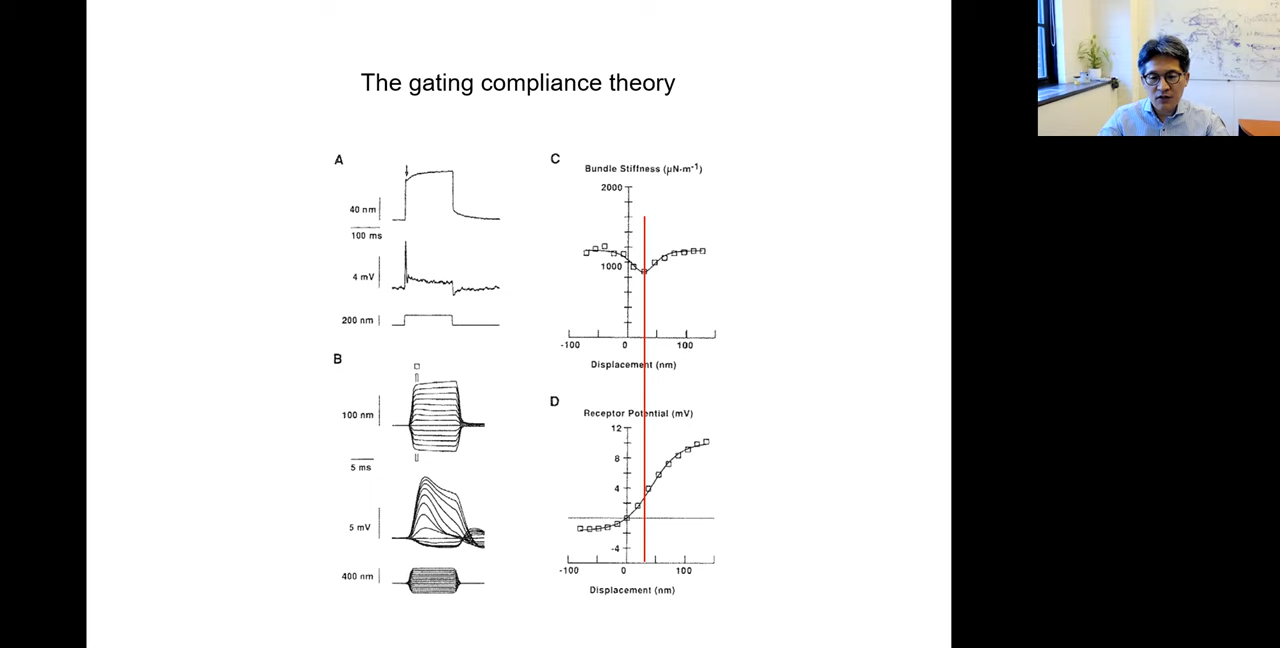 The gating compliance theory
A
40 nm
100 ms
4 mV
200 nm
B
100 nm
5 ms
5 mV
400 nm
C
Bundle Stiffness (µN·m⁻¹)
2000
1000
-100 0 100
Displacement (nm)
D
Receptor Potential (mV)
12
8
4
-4
-100 0 100
Displacement (nm)